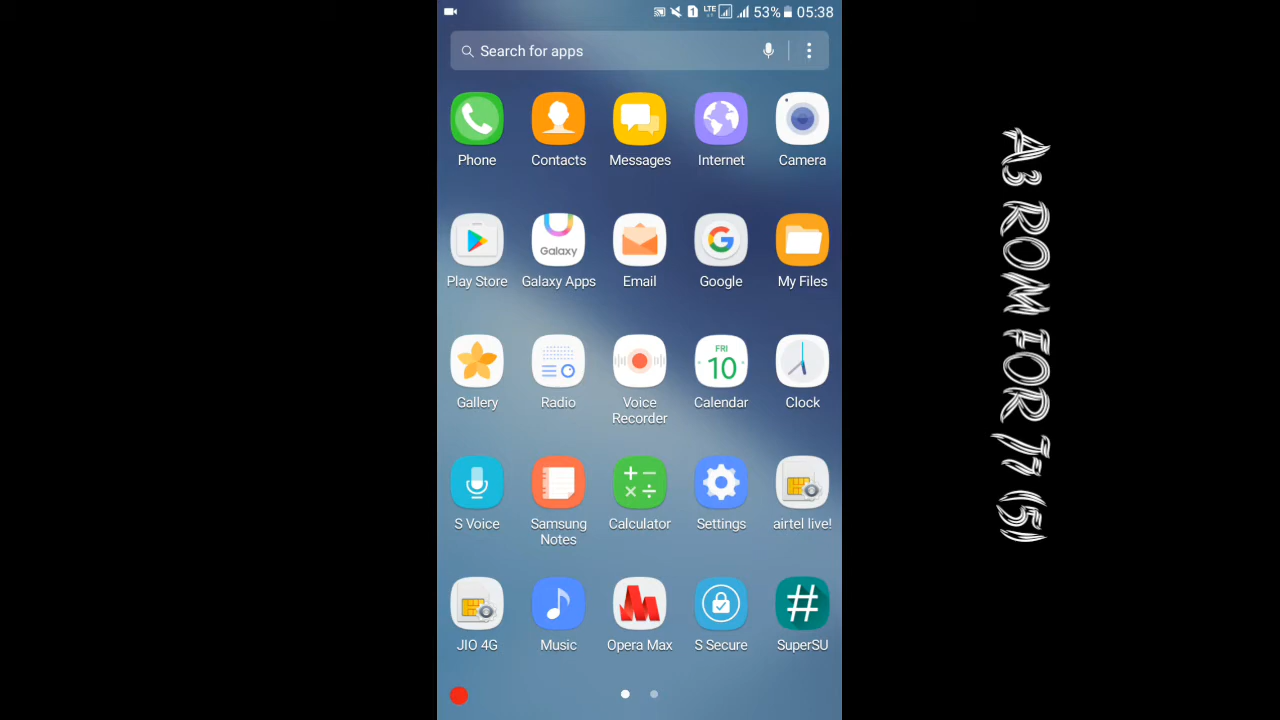 LTE 53% 05:38
Search for apps
Phone Contacts Messages Internet Camera
Galaxy
Play Store Galaxy Apps Email Google My Files
FRI
10
Gallery Radio Voice Recorder Calendar Clock
S Voice Samsung Notes Calculator Settings airtel live!
JIO 4G Music Opera Max S Secure SuperSU
A3 ROM FOR J7 (5)